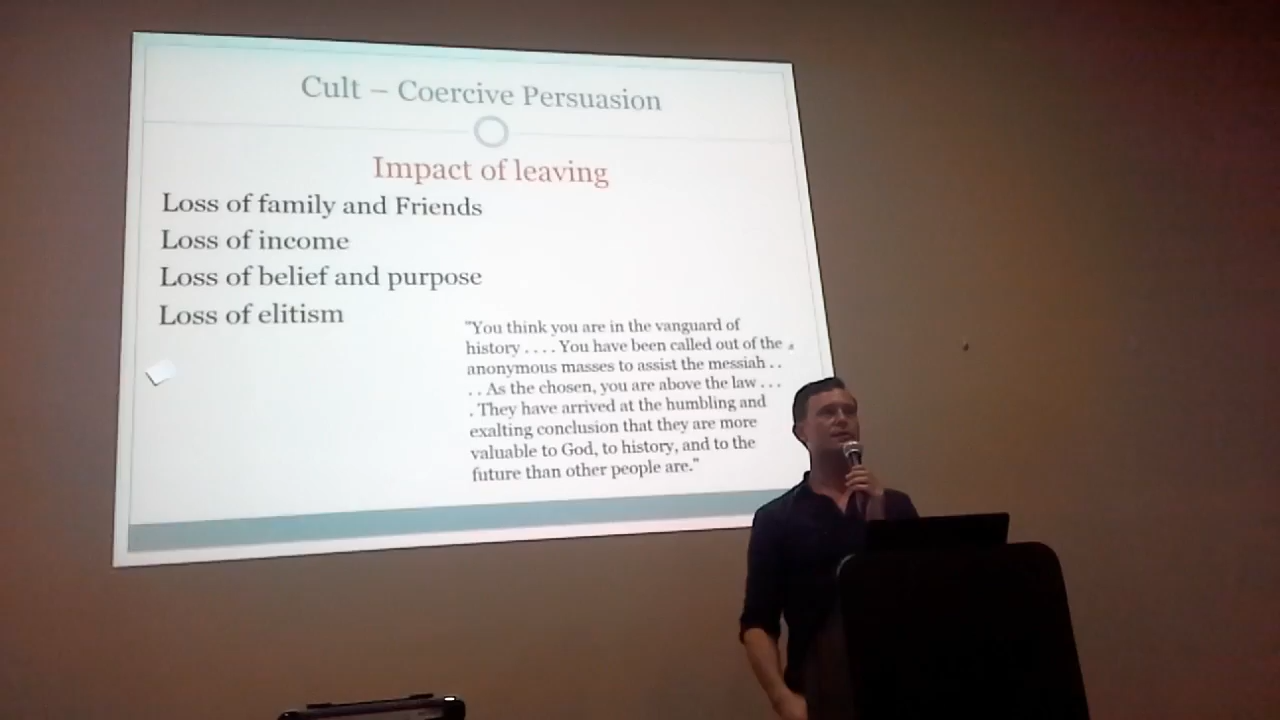 Cult – Coercive Persuasion
Impact of leaving
Loss of family and Friends
Loss of income
Loss of belief and purpose
Loss of elitism
"You think you are in the vanguard of
history . . . . You have been called out of the
anonymous masses to assist the messiah . .
. . As the chosen, you are above the law . . .
. They have arrived at the humbling and
exalting conclusion that they are more
valuable to God, to history, and to the
future than other people are."